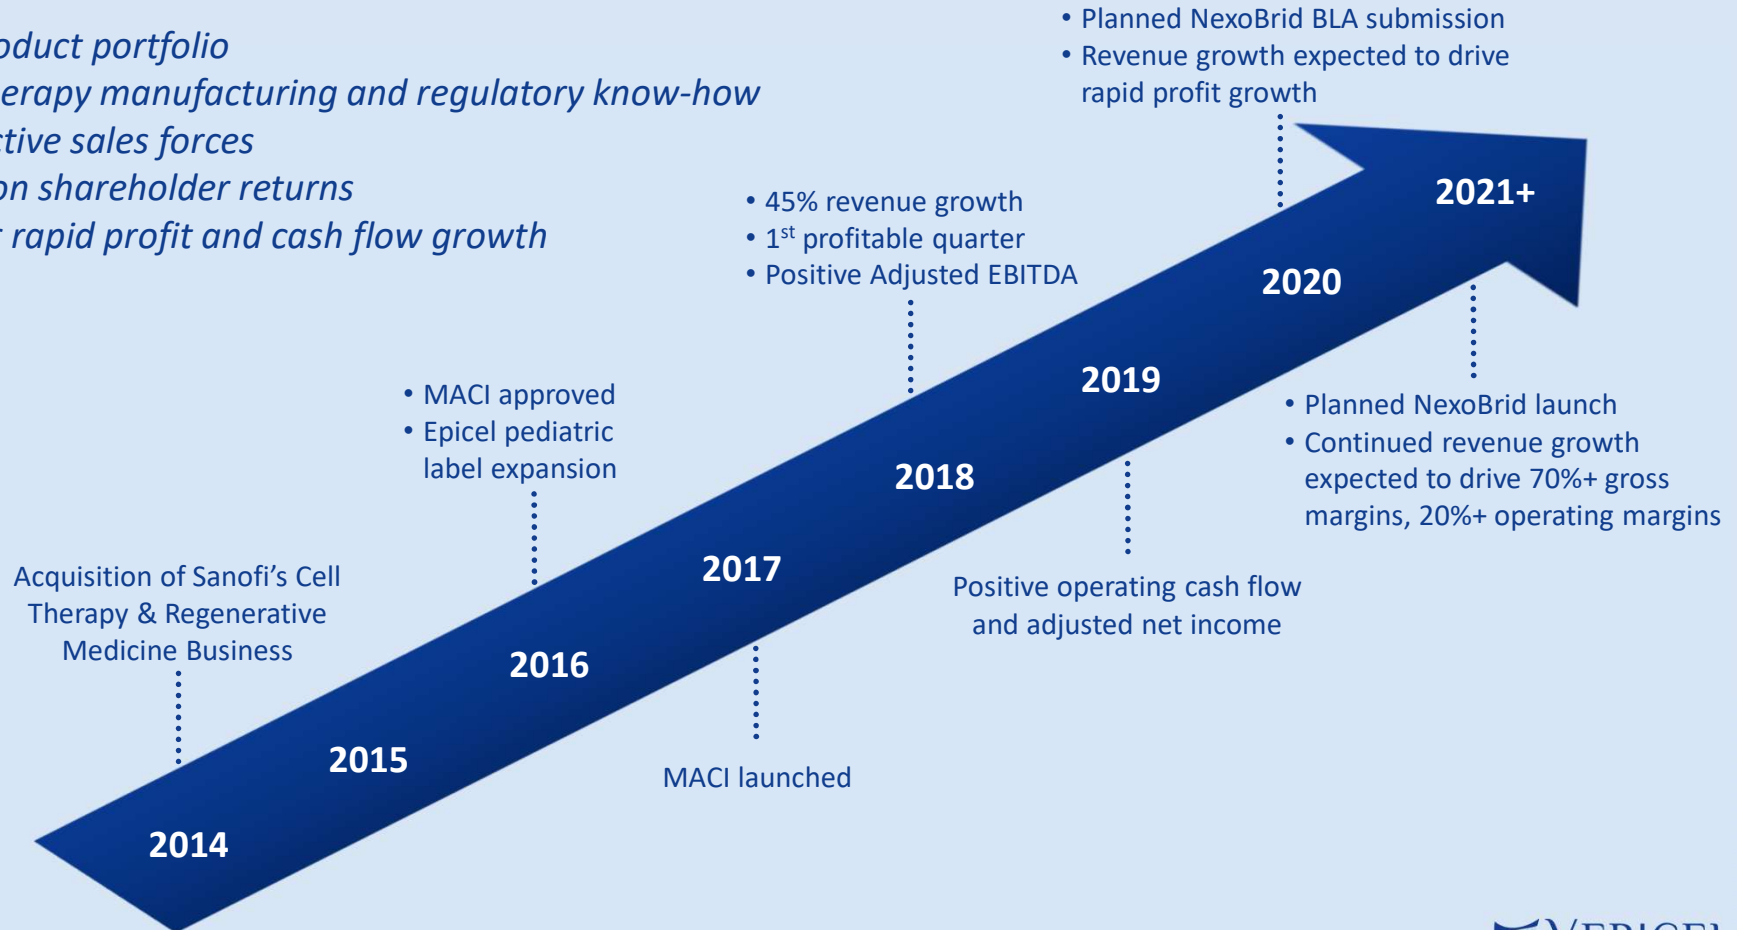 oduct portfolio
erapy manufacturing and regulatory know-how
ctive sales forces
on shareholder returns
r rapid profit and cash flow growth
• Planned NexoBrid BLA submission
• Revenue growth expected to drive
rapid profit growth
• 45% revenue growth
• 1st profitable quarter
• Positive Adjusted EBITDA
• MACI approved
• Epicel pediatric
label expansion
Acquisition of Sanofi's Cell
Therapy & Regenerative
Medicine Business
2014
2015
2016
2017
2018
2019
2020
2021+
MACI launched
Positive operating cash flow
and adjusted net income
• Planned NexoBrid launch
• Continued revenue growth
expected to drive 70%+ gross
margins, 20%+ operating margins